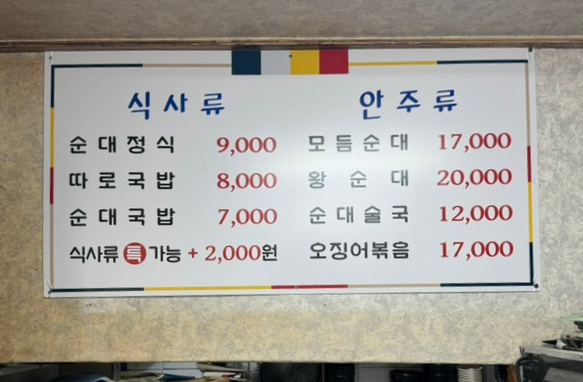 식사류
순대정식 9,000
따로국밥 8,000
순대국밥 7,000
식사류 특 가능 + 2,000원
안주류
모듬순대 17,000
왕순대 20,000
순대술국 12,000
오징어볶음 17,000